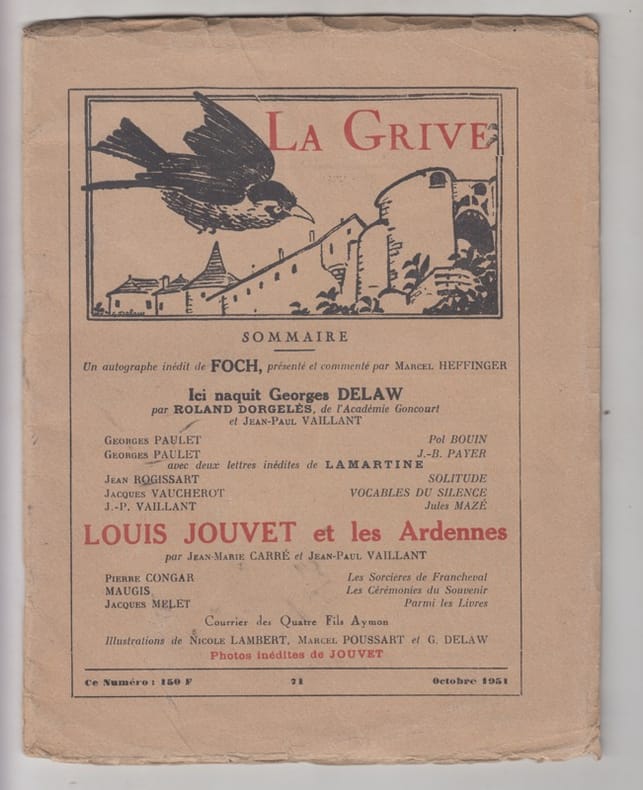 LA GRIVE
SOMMAIRE
Un autographe inédit de FOCH, présenté et commenté par MARCEL HEFFINGER
Ici naquit Georges DELAW
par ROLAND DORGELÈS, de l'Académie Goncourt
et JEAN-PAUL VAILLANT
GEORGES PAULET Pol BOUIN
GEORGES PAULET J.-B. PAYER
avec deux lettres inédites de LAMARTINE
JEAN ROGISSART SOLITUDE
JACQUES VAUCHEROT VOCABLES DU SILENCE
J.-P. VAILLANT Jules MAZÉ
LOUIS JOUVET et les Ardennes
par JEAN-MARIE CARRÉ et JEAN-PAUL VAILLANT
PIERRE CONGAR Les Sorcières de Francheval
MAUGIS Les Cérémonies du Souvenir
JACQUES MELET Parmi les Livres
Courrier des Quatre Fils Aymon
Illustrations de NICOLE LAMBERT, MARCEL POUSSART et G. DELAW
Photos inédites de JOUVET
Ce Numéro : 150 F 71 Octobre 1951